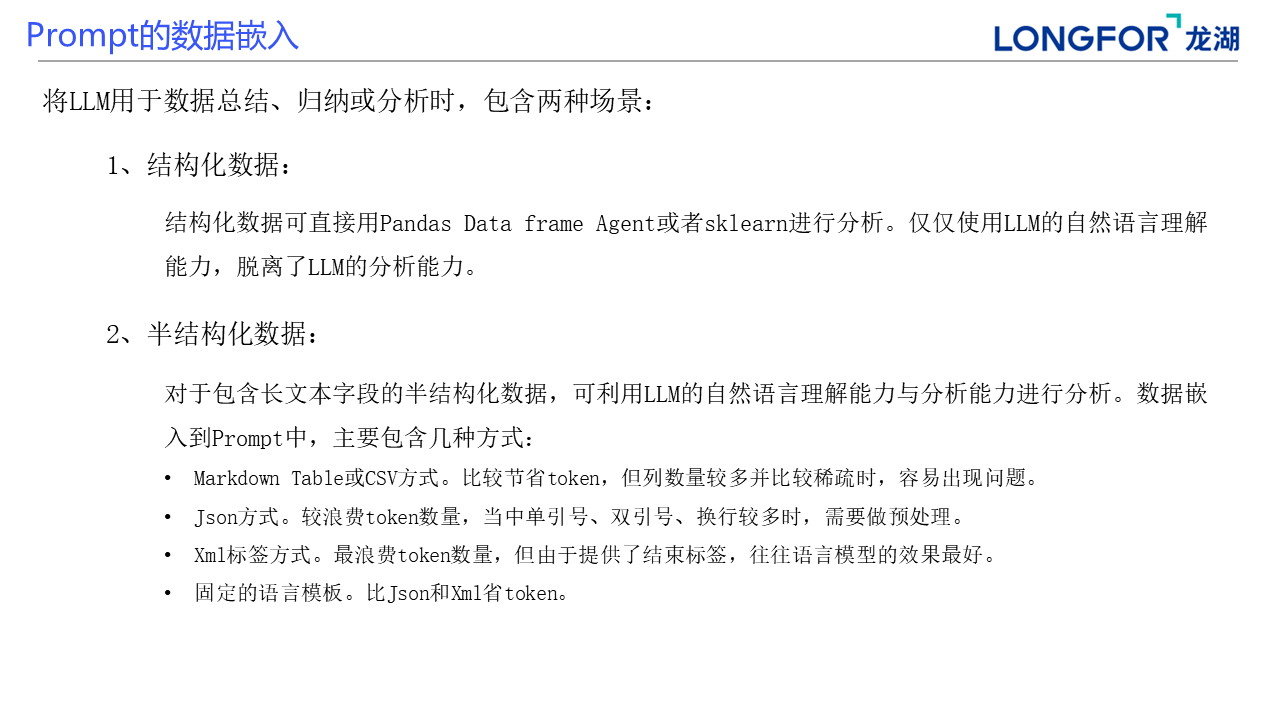 Prompt的数据嵌入
LONGFOR 龙湖
将LLM用于数据总结、归纳或分析时，包含两种场景：
1、结构化数据：
结构化数据可直接用Pandas Data frame Agent或者sklearn进行分析。仅仅使用LLM的自然语言理解
能力，脱离了LLM的分析能力。
2、半结构化数据：
对于包含长文本字段的半结构化数据，可利用LLM的自然语言理解能力与分析能力进行分析。数据嵌
入到Prompt中，主要包含几种方式：
• Markdown Table或CSV方式。比较节省token，但列数量较多并比较稀疏时，容易出现问题。
• Json方式。较浪费token数量，当中单引号、双引号、换行较多时，需要做预处理。
• Xml标签方式。最浪费token数量，但由于提供了结束标签，往往语言模型的效果最好。
• 固定的语言模板。比Json和Xml省token。